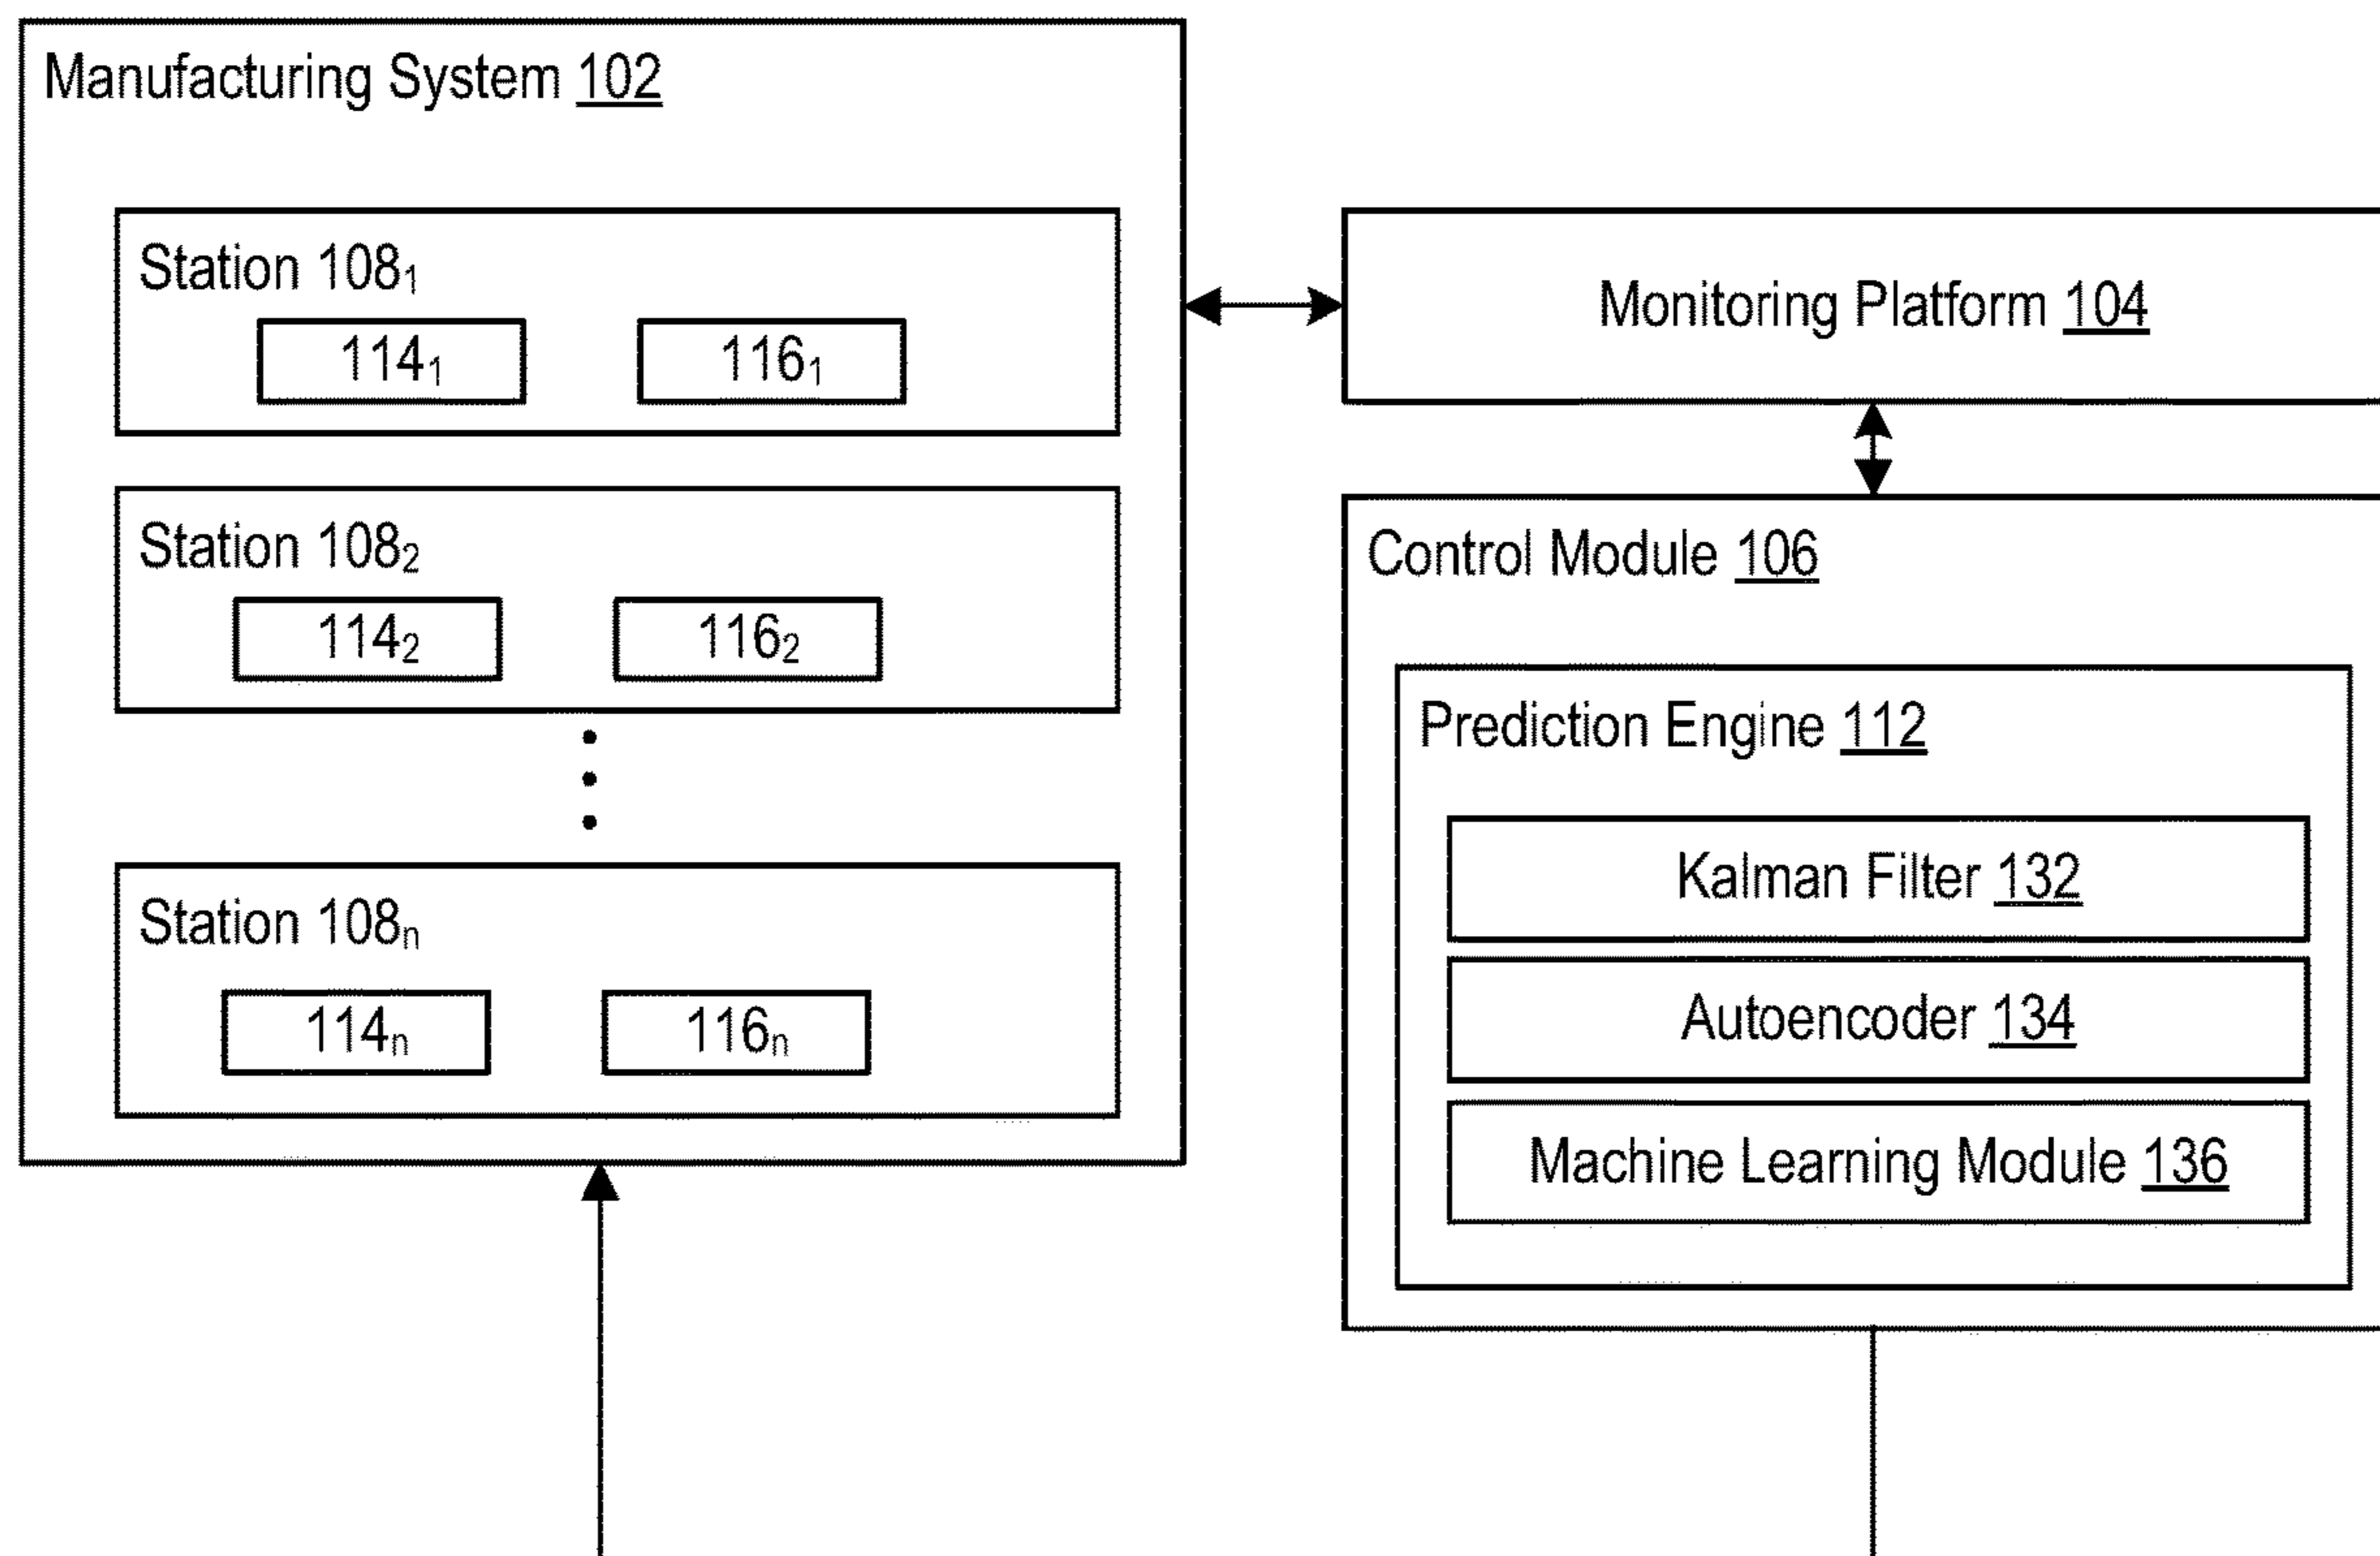 Manufacturing System 102
Station 108₁
114₁ 116₁
Station 108₂
114₂ 116₂
Station 108ₙ
114ₙ 116ₙ
Monitoring Platform 104
Control Module 106
Prediction Engine 112
Kalman Filter 132
Autoencoder 134
Machine Learning Module 136